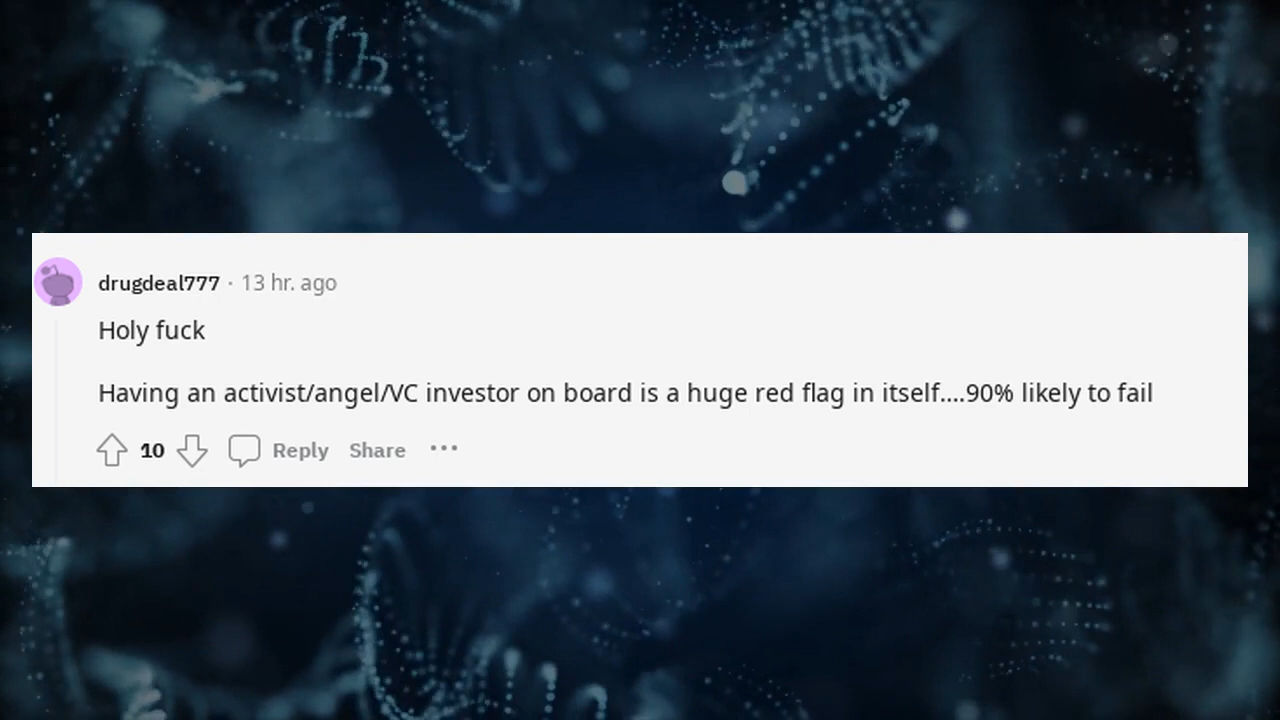 drugdeal777 · 13 hr. ago
Holy fuck
Having an activist/angel/VC investor on board is a huge red flag in itself....90% likely to fail
10 Reply Share ···